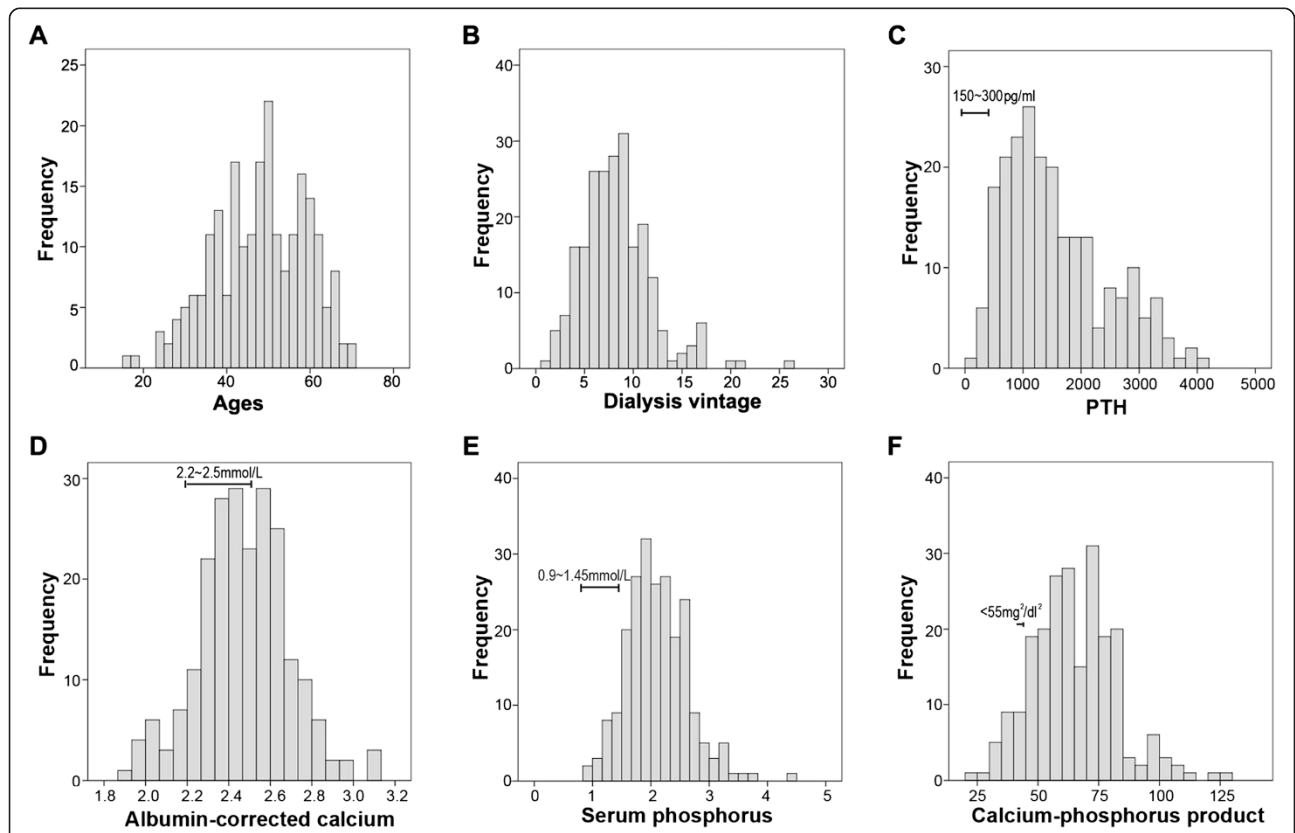 A
25
20
15
10
5
0
20 40 60 80
Frequency
Ages
B
40
30
20
10
0
0 5 10 15 20 25 30
Frequency
Dialysis vintage
C
30
20
10
0
150~300pg/ml
0 1000 2000 3000 4000 5000
Frequency
PTH
D
30
20
10
0
2.2~2.5mmol/L
1.8 2.0 2.2 2.4 2.6 2.8 3.0 3.2
Frequency
Albumin-corrected calcium
E
40
30
20
10
0
0.9~1.45mmol/L
0 1 2 3 4 5
Frequency
Serum phosphorus
F
40
30
20
10
0
<55mg²/dl²
25 50 75 100 125
Frequency
Calcium-phosphorus product